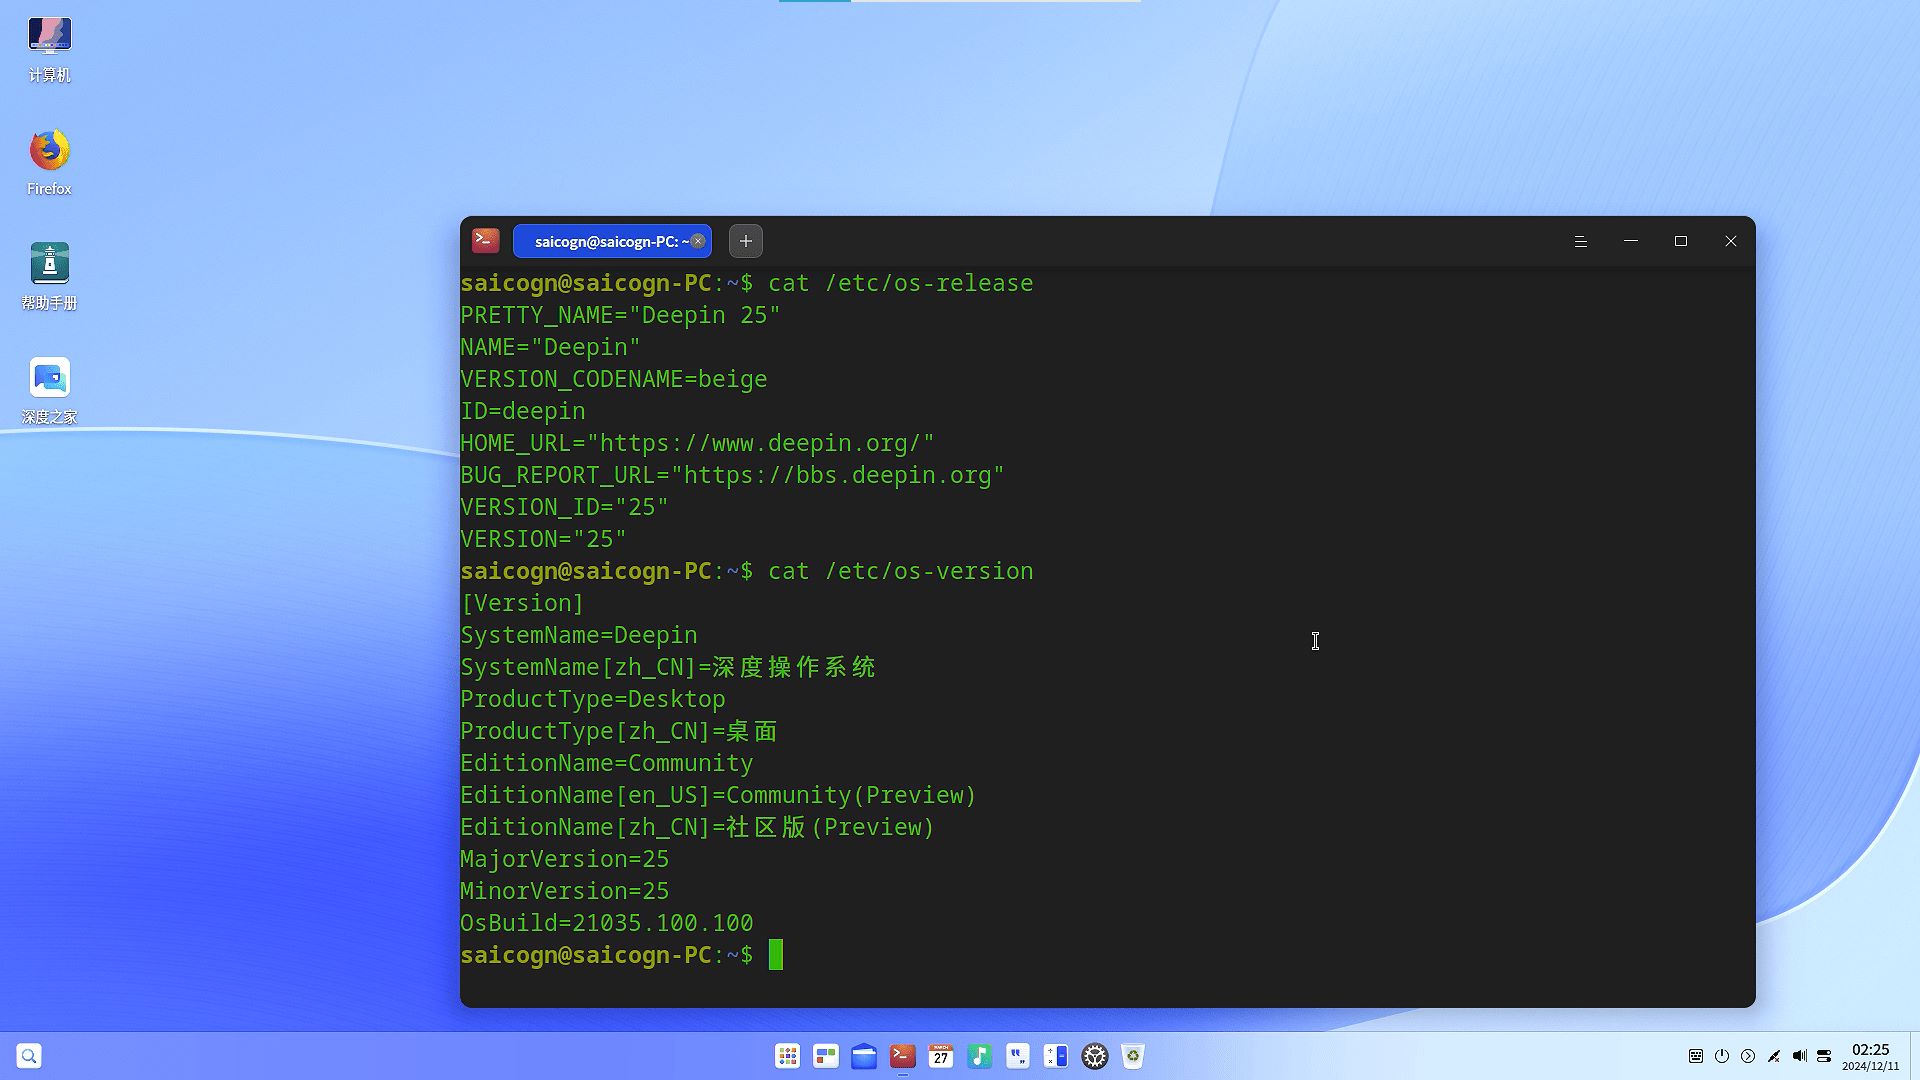 计算机
Firefox
帮助手册
深度之家
saicogn@saicogn-PC: ~
saicogn@saicogn-PC:~$ cat /etc/os-release
PRETTY_NAME="Deepin 25"
NAME="Deepin"
VERSION_CODENAME=beige
ID=deepin
HOME_URL="https://www.deepin.org/"
BUG_REPORT_URL="https://bbs.deepin.org"
VERSION_ID="25"
VERSION="25"
saicogn@saicogn-PC:~$ cat /etc/os-version
[Version]
SystemName=Deepin
SystemName[zh_CN]=深度操作系统
ProductType=Desktop
ProductType[zh_CN]=桌面
EditionName=Community
EditionName[en_US]=Community(Preview)
EditionName[zh_CN]=社区版(Preview)
MajorVersion=25
MinorVersion=25
OsBuild=21035.100.100
saicogn@saicogn-PC:~$
MARCH
27
02:25
2024/12/11